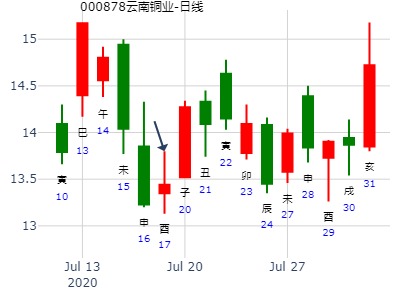 000878云南铜业-日线
15
14.5
14
13.5
13
寅
10
巳
13
午
14
未
15
申
16
酉
17
子
20
丑
21
寅
22
卯
23
辰
24
未
27
申
28
酉
29
戌
30
亥
31
Jul 13
2020
Jul 20
Jul 27